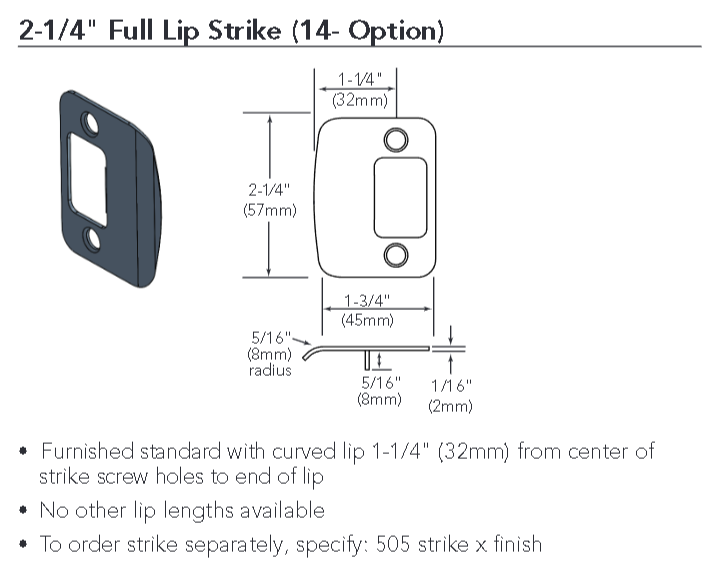 2-1/4" Full Lip Strike (14- Option)
1-1/4"
(32mm)
2-1/4"
(57mm)
1-3/4"
(45mm)
5/16"
(8mm)
radius
5/16"
(8mm)
1/16"
(2mm)
• Furnished standard with curved lip 1-1/4" (32mm) from center of
strike screw holes to end of lip
• No other lip lengths available
• To order strike separately, specify: 505 strike x finish